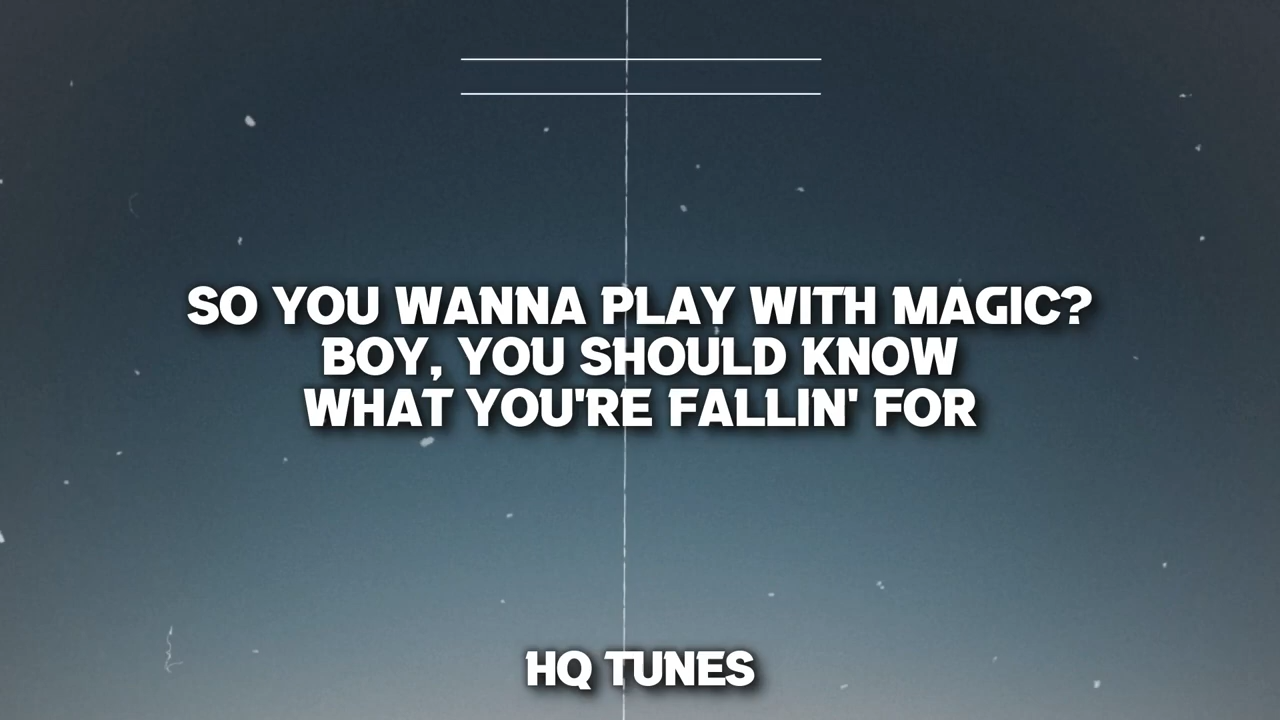 SO YOU WANNA PLAY WITH MAGIC?
BOY, YOU SHOULD KNOW
WHAT YOU'RE FALLIN' FOR
HQ TUNES